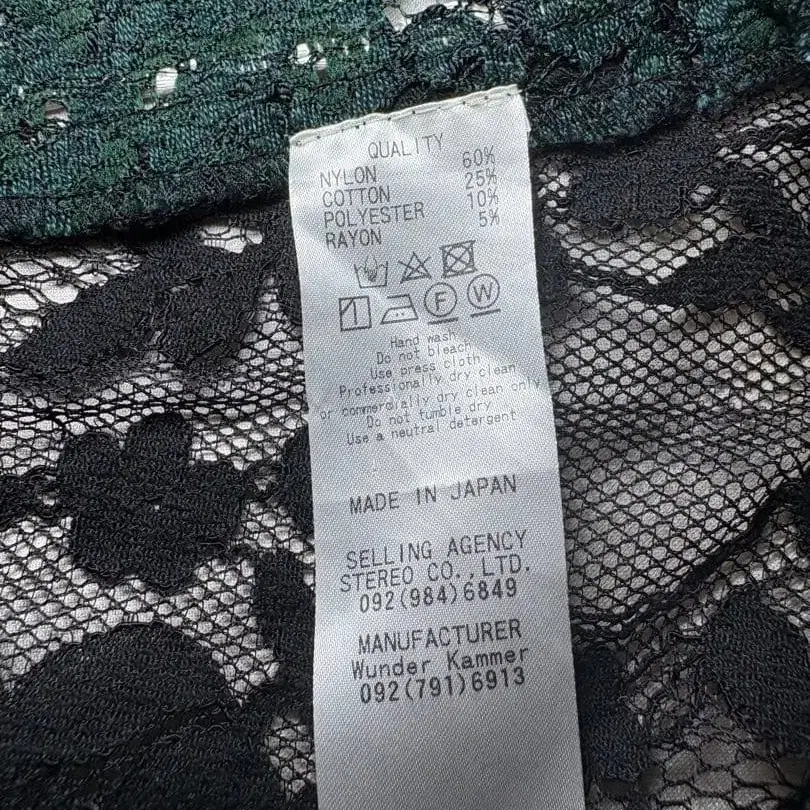 QUALITY
NYLON 60%
COTTON 25%
POLYESTER 10%
RAYON 5%
F W
Hand wash
Do not bleach
Use press cloth
Professionally dry clean
or commercially dry clean only
Do not tumble dry
Use a neutral detergent
MADE IN JAPAN
SELLING AGENCY
STEREO CO.,LTD.
092(984)6849
MANUFACTURER
Wunder Kammer
092(791)6913